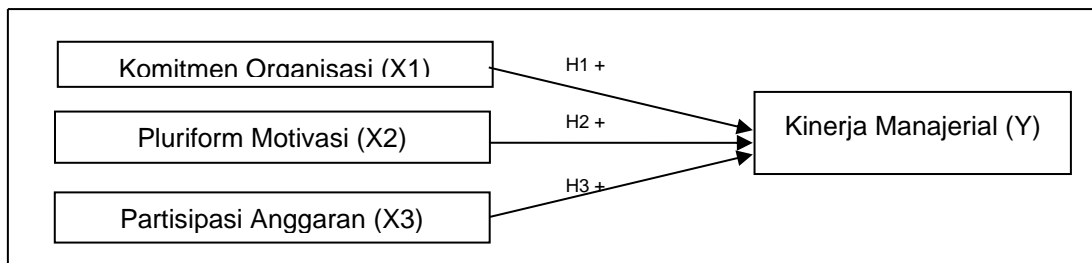 Komitmen Organisasi (X1)
H1 +
Pluriform Motivasi (X2)
H2 +
Kinerja Manajerial (Y)
Partisipasi Anggaran (X3)
H3 +